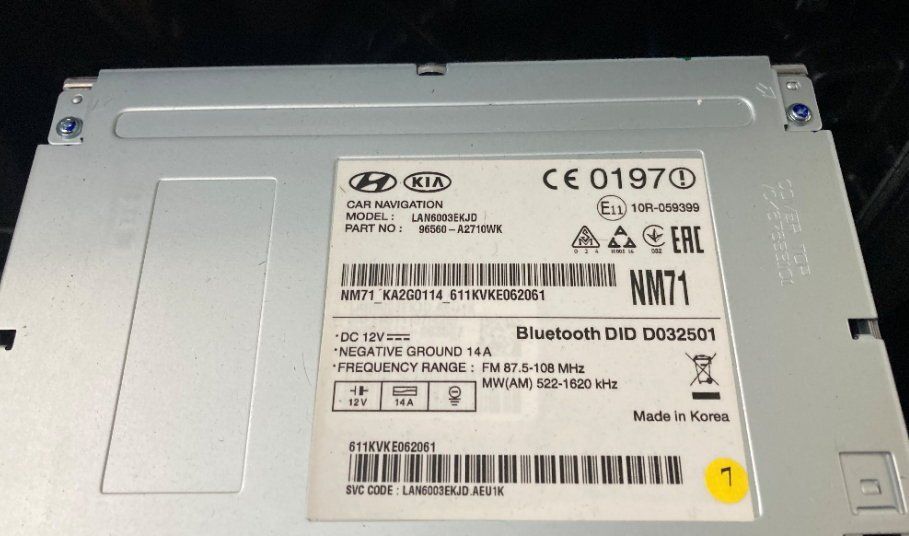 HYUNDAI KIA CE 0197
E11 10R-059399
CAR NAVIGATION
MODEL : LAN6003EKJD
PART NO : 96560-A2710WK
EAC
NM71
NM71_KA2G0114_611KVKE062061
·DC 12V
Bluetooth DID D032501
·NEGATIVE GROUND 14A
·FREQUENCY RANGE : FM 87.5-108 MHz
MW(AM) 522-1620 kHz
12V 14A
Made in Korea
611KVKE062061
7
SVC CODE : LAN6003EKJD.AEU1K